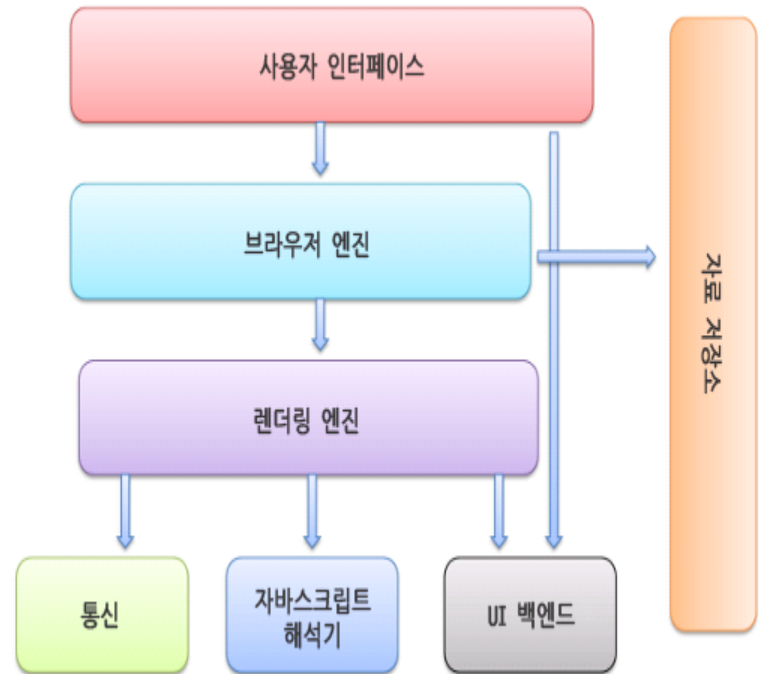 사용자 인터페이스
브라우저 엔진
자료 저장소
렌더링 엔진
통신
자바스크립트
해석기
UI 백엔드